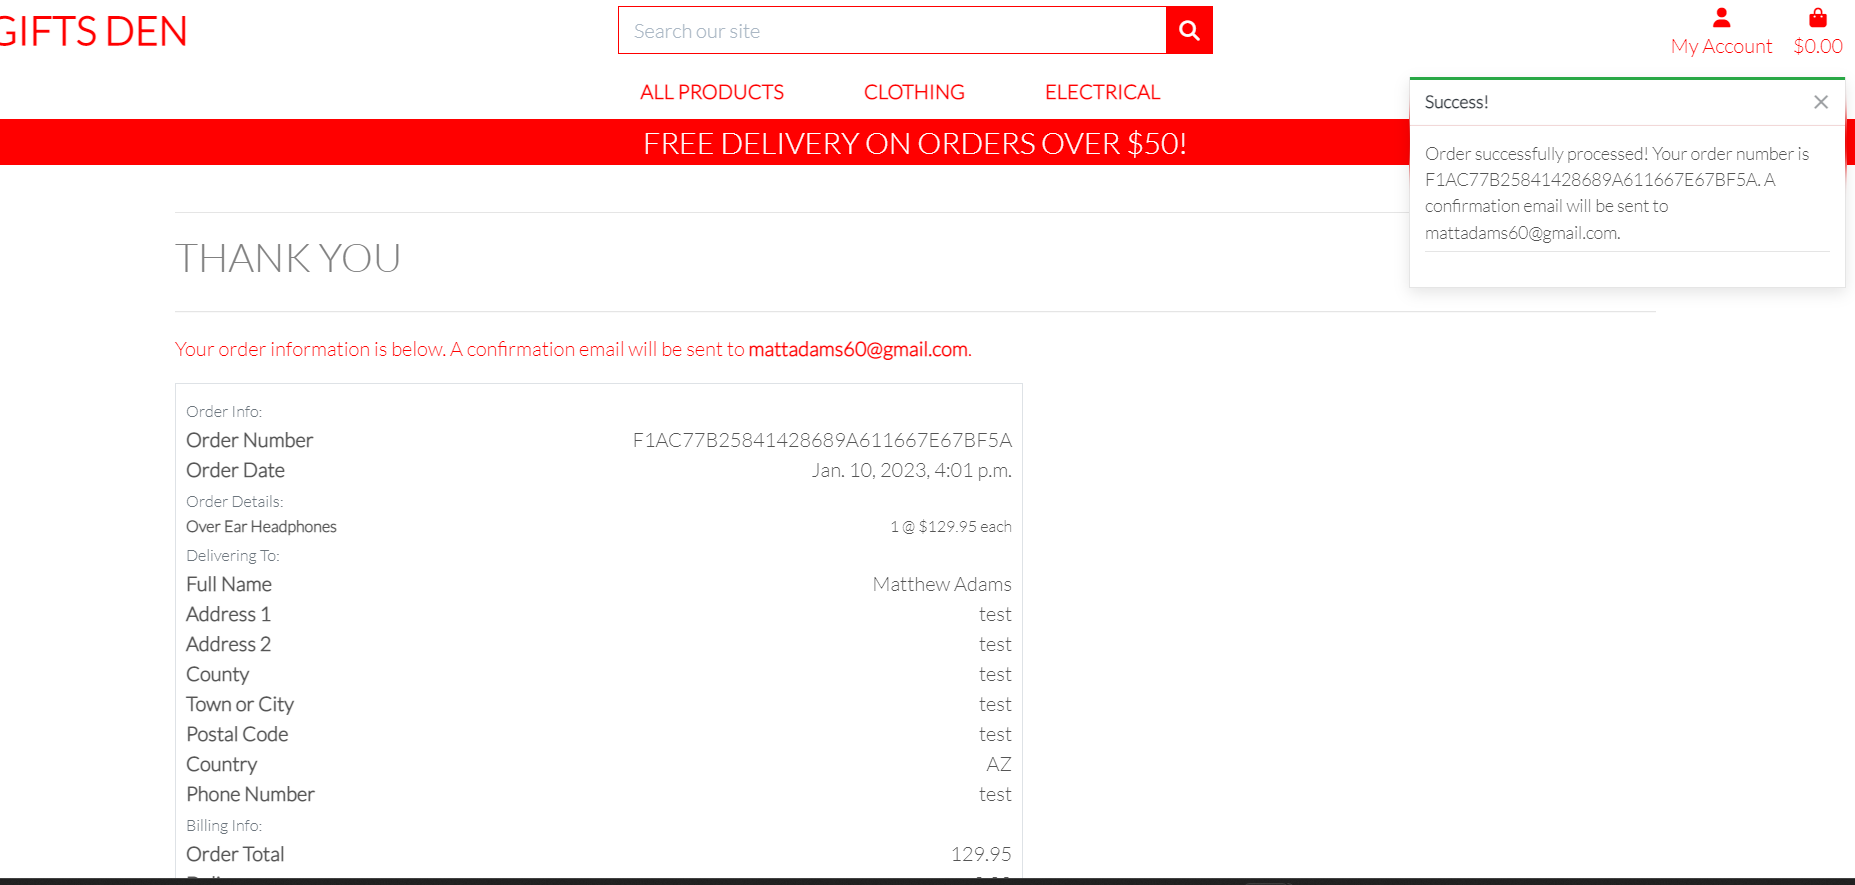 GIFTS DEN
Search our site
My Account
$0.00
ALL PRODUCTS
CLOTHING
ELECTRICAL
FREE DELIVERY ON ORDERS OVER $50!
Success!
Order successfully processed! Your order number is
F1AC77B25841428689A611667E67BF5A. A
confirmation email will be sent to
mattadams60@gmail.com.
THANK YOU
Your order information is below. A confirmation email will be sent to mattadams60@gmail.com.
Order Info:
Order Number F1AC77B25841428689A611667E67BF5A
Order Date Jan. 10, 2023, 4:01 p.m.
Order Details:
Over Ear Headphones 1 @ $129.95 each
Delivering To:
Full Name Matthew Adams
Address 1 test
Address 2 test
County test
Town or City test
Postal Code test
Country AZ
Phone Number test
Billing Info:
Order Total 129.95